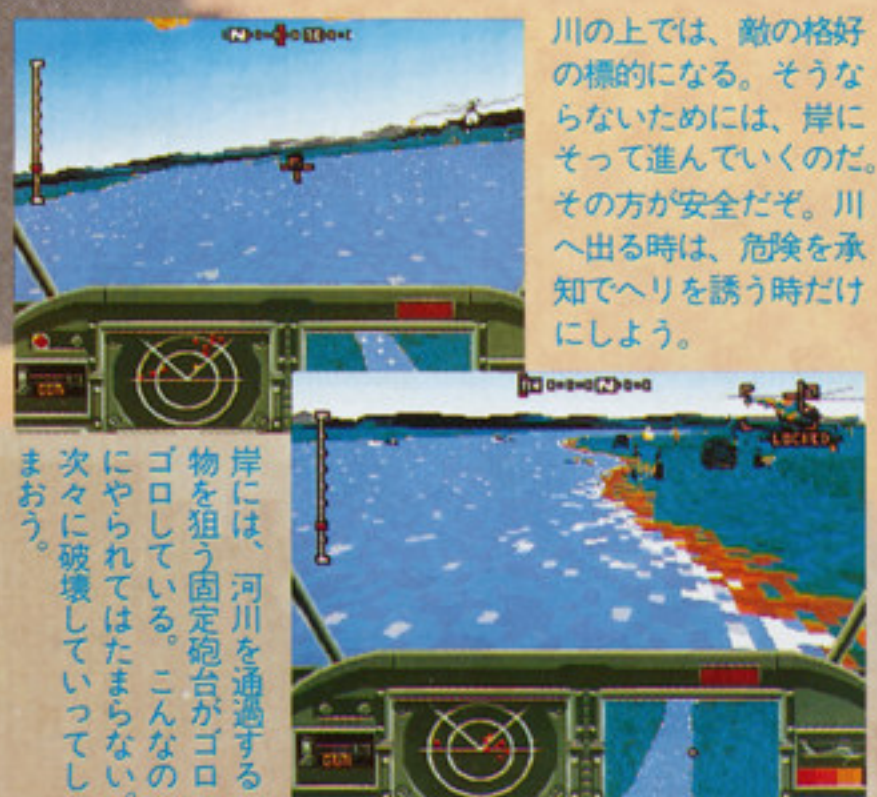 川の上では、敵の格好
の標的になる。そうな
らないためには、岸に
そって進んでいくのだ。
その方が安全だぞ。川
へ出る時は、危険を承
知でヘリを誘う時だけ
にしよう。
N
LOCKED
N
GUN
岸には、河川を通過する
物を狙う固定砲台がゴロ
ゴロしている。こんなの
にやられてはたまらない。
次々に破壊していってし
まおう。
GUN